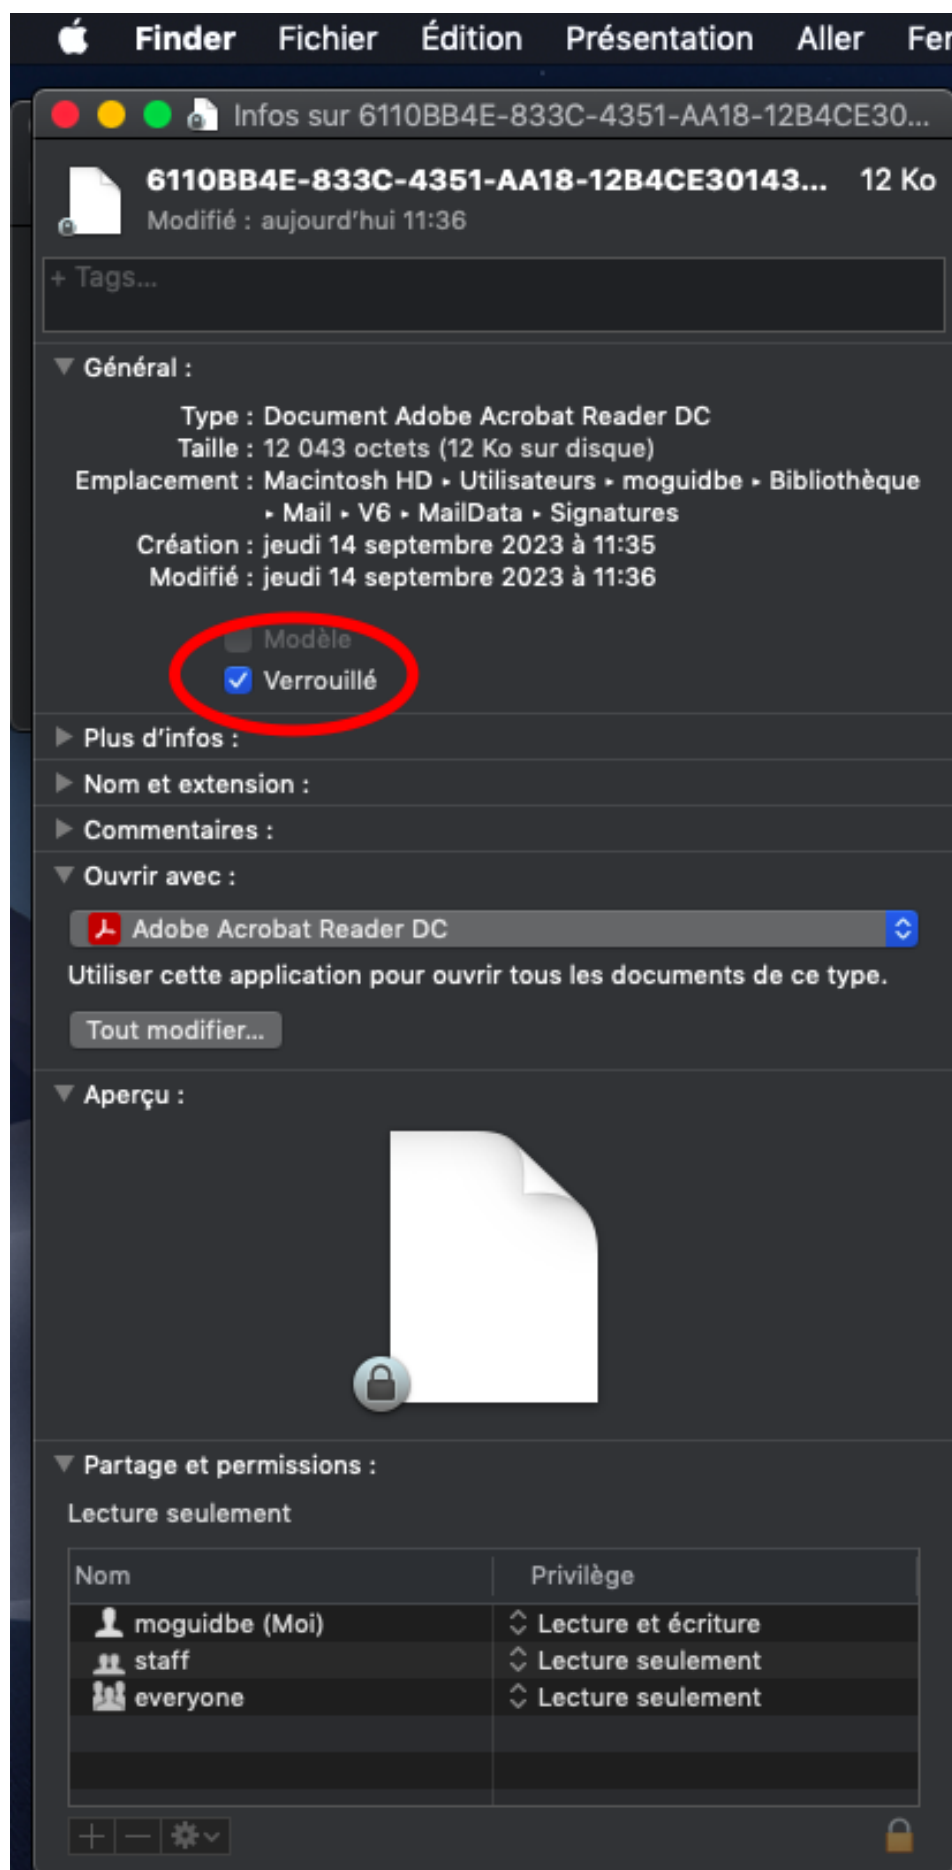 Finder Fichier Édition Présentation Aller
Infos sur 6110BB4E-833C-4351-AA18-12B4CE30...
6110BB4E-833C-4351-AA18-12B4CE30143... 12 Ko
Modifié : aujourd'hui 11:36
+ Tags...
Général :
Type : Document Adobe Acrobat Reader DC
Taille : 12 043 octets (12 Ko sur disque)
Emplacement : Macintosh HD ▸ Utilisateurs ▸ moguidbe ▸ Bibliothèque
▸ Mail ▸ V6 ▸ MailData ▸ Signatures
Création : jeudi 14 septembre 2023 à 11:35
Modifié : jeudi 14 septembre 2023 à 11:36
Modèle
Verrouillé
Plus d'infos :
Nom et extension :
Commentaires :
Ouvrir avec :
Adobe Acrobat Reader DC
Utiliser cette application pour ouvrir tous les documents de ce type.
Tout modifier...
Aperçu :
Partage et permissions :
Lecture seulement
Nom Privilège
moguidbe (Moi) Lecture et écriture
staff Lecture seulement
everyone Lecture seulement